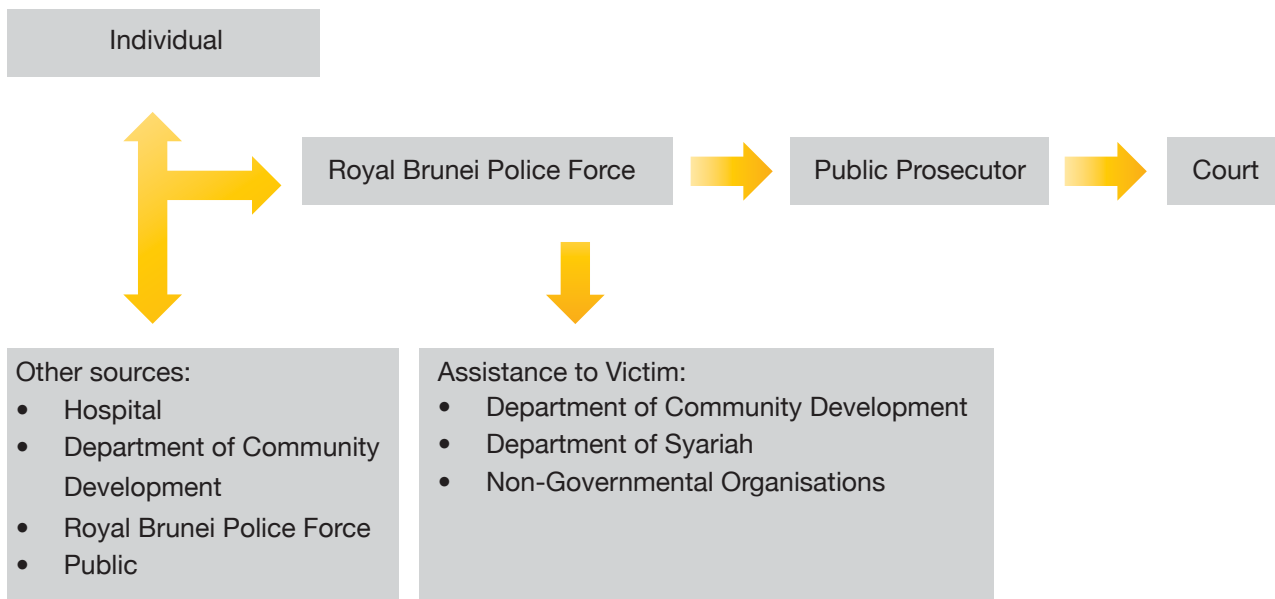 Individual
Royal Brunei Police Force
Public Prosecutor
Court
Other sources:
• Hospital
• Department of Community
Development
• Royal Brunei Police Force
• Public
Assistance to Victim:
• Department of Community Development
• Department of Syariah
• Non-Governmental Organisations